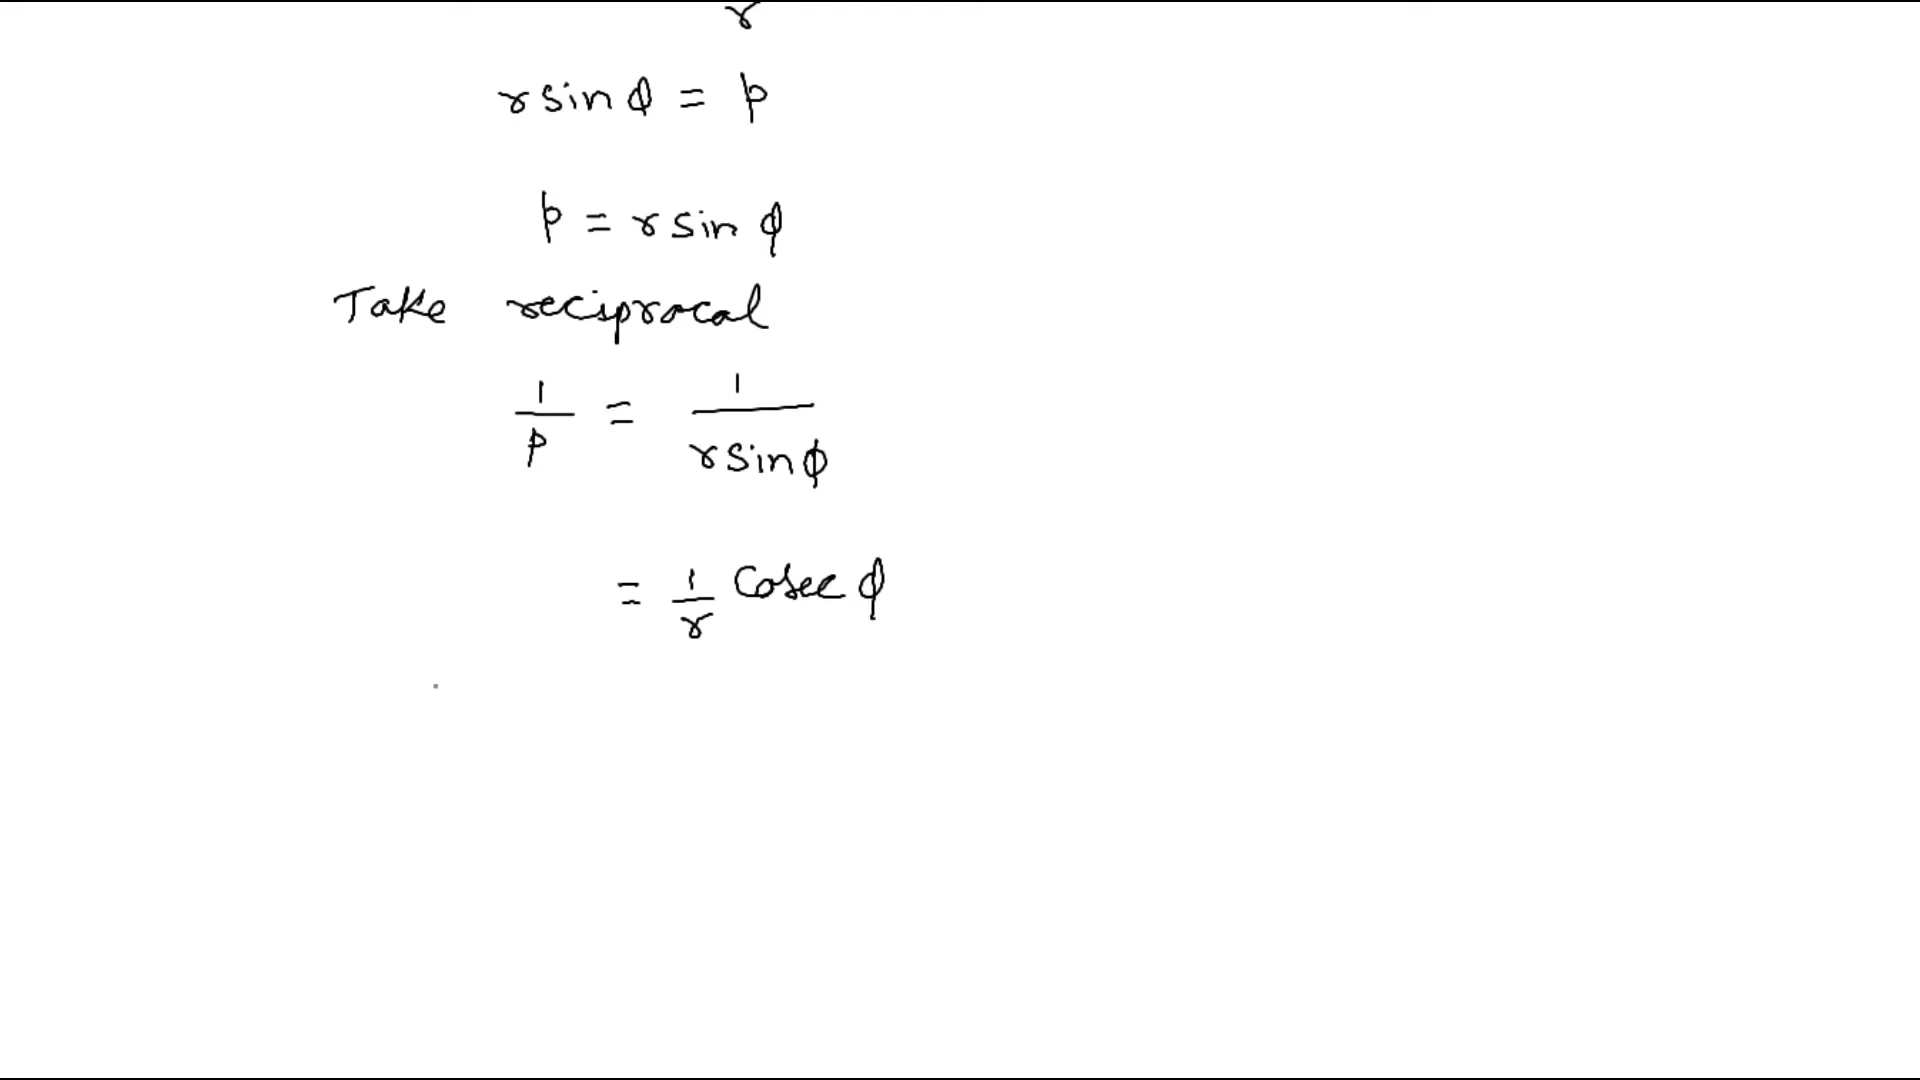 r
r sin φ = p
p = r sin φ
Take reciprocal
1/p = 1/(r sin φ)
= 1/r Cosec φ